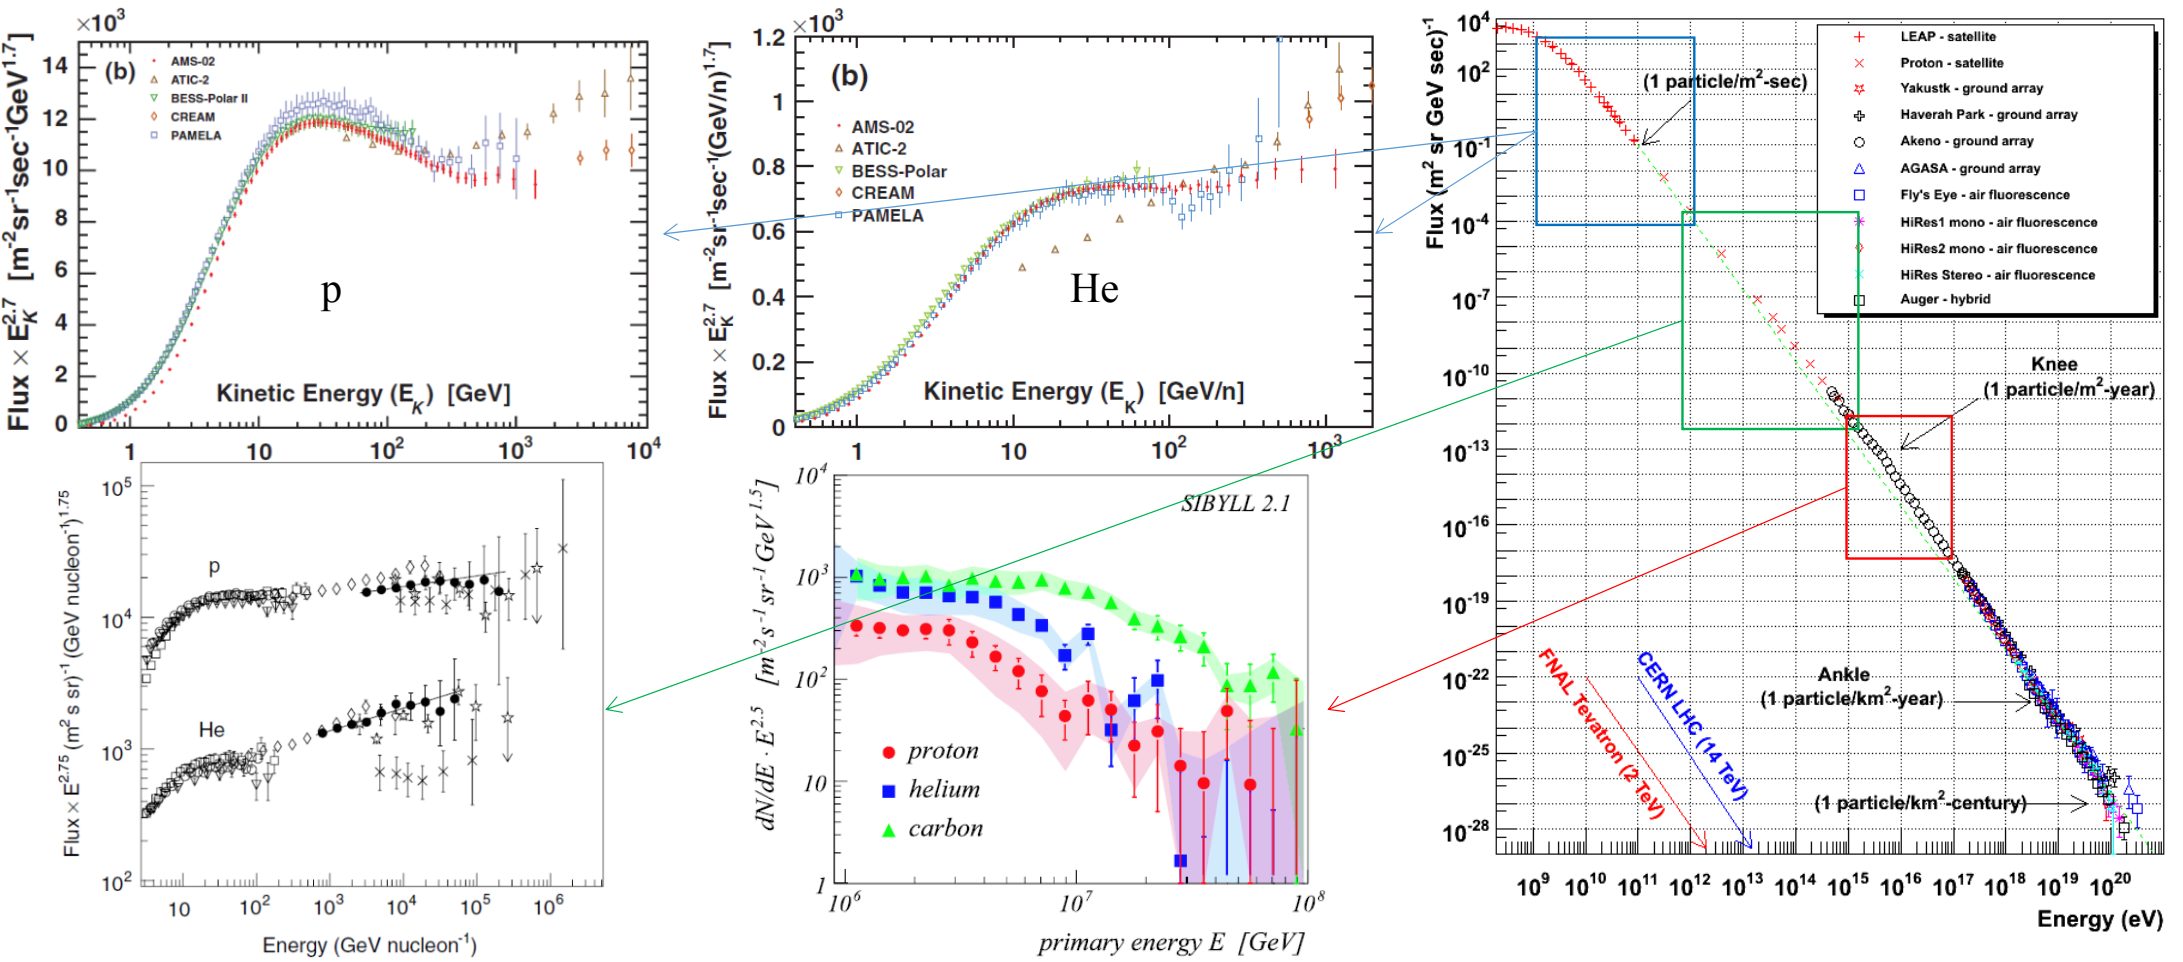 ×10³
14
12
10
8
6
4
2
0
Flux × E_K^2.7 [m⁻²sr⁻¹sec⁻¹GeV^1.7]
(b)
AMS-02
ATIC-2
BESS-Polar II
CREAM
PAMELA
p
Kinetic Energy (E_K) [GeV]
1 10 10² 10³ 10⁴
×10³
1.2
1
0.8
0.6
0.4
0.2
0
Flux × E_K^2.7 [m⁻²sr⁻¹sec⁻¹(GeV/n)^1.7]
(b)
AMS-02
ATIC-2
BESS-Polar
CREAM
PAMELA
He
Kinetic Energy (E_K) [GeV/n]
1 10 10² 10³
10⁵
10⁴
10³
10²
Flux × E^2.75 (m² s sr)⁻¹ (GeV nucleon⁻¹)^1.75
p
He
10 10² 10³ 10⁴ 10⁵ 10⁶
Energy (GeV nucleon⁻¹)
10⁴
10³
10²
10
1
dN/dE · E^2.5 [m⁻² s⁻¹ sr⁻¹ GeV^1.5]
SIBYLL 2.1
proton
helium
carbon
10⁶ 10⁷ 10⁸
primary energy E [GeV]
10⁴
10²
10⁻¹
10⁻⁴
10⁻⁷
10⁻¹⁰
10⁻¹³
10⁻¹⁶
10⁻¹⁹
10⁻²²
10⁻²⁵
10⁻²⁸
Flux (m² sr GeV sec)⁻¹
LEAP - satellite
Proton - satellite
Yakustk - ground array
Haverah Park - ground array
Akeno - ground array
AGASA - ground array
Fly's Eye - air fluorescence
HiRes1 mono - air fluorescence
HiRes2 mono - air fluorescence
HiRes Stereo - air fluorescence
Auger - hybrid
(1 particle/m²-sec)
Knee
(1 particle/m²-year)
Ankle
(1 particle/km²-year)
(1 particle/km²-century)
FNAL Tevatron (2 TeV)
CERN LHC (14 TeV)
10⁹ 10¹⁰ 10¹¹ 10¹² 10¹³ 10¹⁴ 10¹⁵ 10¹⁶ 10¹⁷ 10¹⁸ 10¹⁹ 10²⁰
Energy (eV)